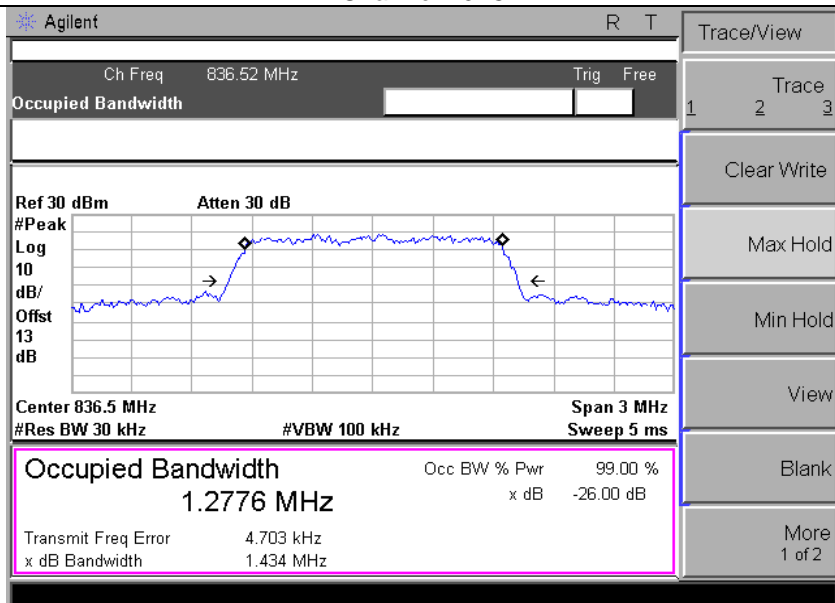 Agilent R T
Ch Freq 836.52 MHz Trig Free
Occupied Bandwidth
Ref 30 dBm Atten 30 dB
#Peak
Log
10
dB/
Offst
13
dB
Center 836.5 MHz Span 3 MHz
#Res BW 30 kHz #VBW 100 kHz Sweep 5 ms
Occupied Bandwidth
1.2776 MHz
Occ BW % Pwr 99.00 %
x dB -26.00 dB
Transmit Freq Error 4.703 kHz
x dB Bandwidth 1.434 MHz
Trace/View
Trace
1 2 3
Clear Write
Max Hold
Min Hold
View
Blank
More
1 of 2